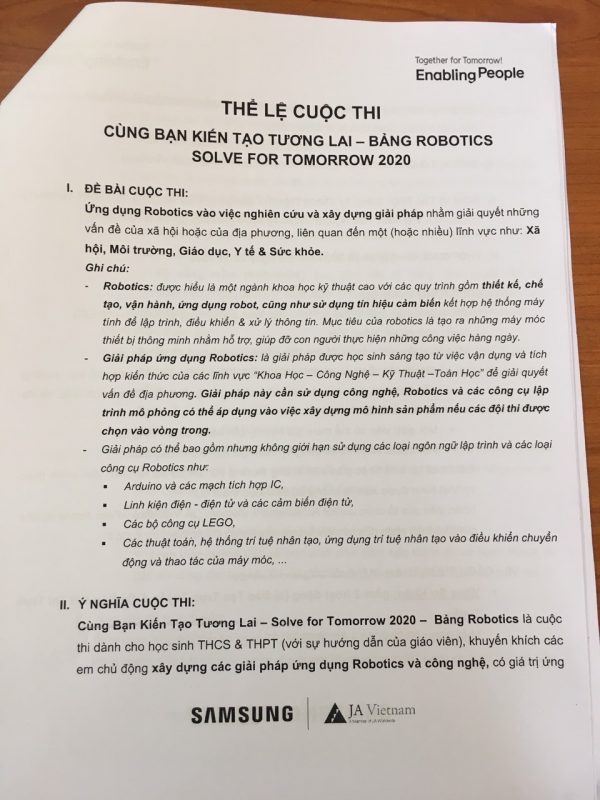 Together for Tomorrow!
Enabling People
THỂ LỆ CUỘC THI
CÙNG BẠN KIẾN TẠO TƯƠNG LAI – BẢNG ROBOTICS
SOLVE FOR TOMORROW 2020
I. ĐỀ BÀI CUỘC THI:
Ứng dụng Robotics vào việc nghiên cứu và xây dựng giải pháp nhằm giải quyết những
vấn đề của xã hội hoặc của địa phương, liên quan đến một (hoặc nhiều) lĩnh vực như: Xã
hội, Môi trường, Giáo dục, Y tế & Sức khỏe.
Ghi chú:
- Robotics: được hiểu là một ngành khoa học kỹ thuật cao với các quy trình gồm thiết kế, chế
tạo, vận hành, ứng dụng robot, cũng như sử dụng tín hiệu cảm biến kết hợp hệ thống máy
tính để lập trình, điều khiển & xử lý thông tin. Mục tiêu của robotics là tạo ra những máy móc
thiết bị thông minh nhằm hỗ trợ, giúp đỡ con người thực hiện những công việc hàng ngày.
- Giải pháp ứng dụng Robotics: là giải pháp được học sinh sáng tạo từ việc vận dụng và tích
hợp kiến thức của các lĩnh vực “Khoa Học – Công Nghệ – Kỹ Thuật –Toán Học” để giải quyết
vấn đề địa phương. Giải pháp này cần sử dụng công nghệ, Robotics và các công cụ lập
trình mô phỏng có thể áp dụng vào việc xây dựng mô hình sản phẩm nếu các đội thi được
chọn vào vòng trong.
- Giải pháp có thể bao gồm nhưng không giới hạn sử dụng các loại ngôn ngữ lập trình và các loại
công cụ Robotics như:
▪ Arduino và các mạch tích hợp IC,
▪ Linh kiện điện - điện tử và các cảm biến điện tử,
▪ Các bộ công cụ LEGO,
▪ Các thuật toán, hệ thống trí tuệ nhân tạo, ứng dụng trí tuệ nhân tạo vào điều khiển chuyển
động và thao tác của máy móc, ...
II. Ý NGHĨA CUỘC THI:
Cùng Bạn Kiến Tạo Tương Lai – Solve for Tomorrow 2020 – Bảng Robotics là cuộc
thi dành cho học sinh THCS & THPT (với sự hướng dẫn của giáo viên), khuyến khích các
em chủ động xây dựng các giải pháp ứng dụng Robotics và công nghệ, có giá trị ứng
SAMSUNG
JA Vietnam
A Member of JA Worldwide